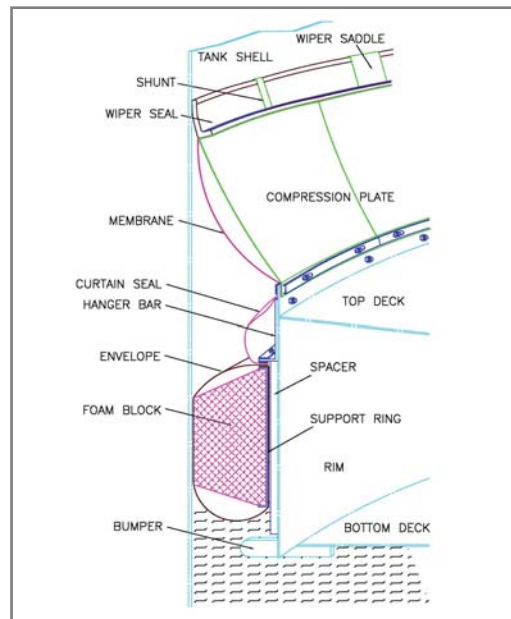 WIPER SADDLE
TANK SHELL
SHUNT
WIPER SEAL
COMPRESSION PLATE
MEMBRANE
CURTAIN SEAL
HANGER BAR
TOP DECK
ENVELOPE
SPACER
FOAM BLOCK
SUPPORT RING
RIM
BUMPER
BOTTOM DECK